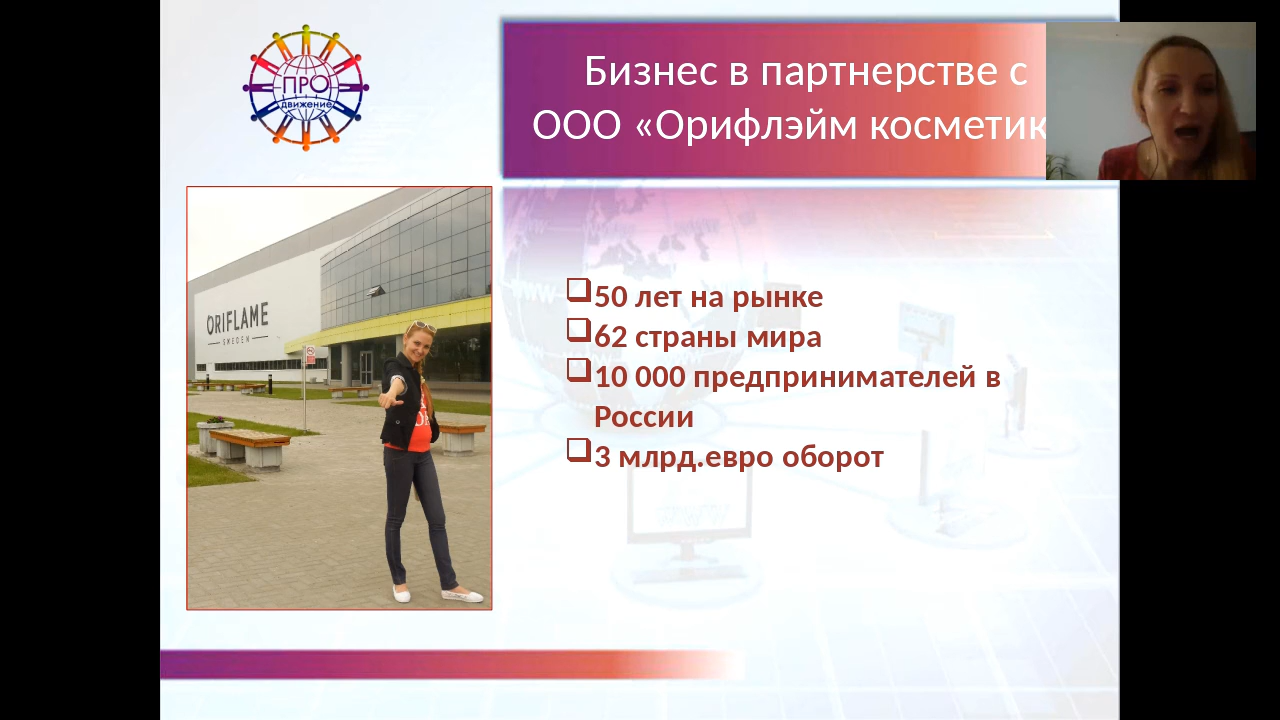 ПРО
движение
Бизнес в партнерстве с
ООО «Орифлэйм косметик
ORIFLAME
SWEDEN
50 лет на рынке
62 страны мира
10 000 предпринимателей в
России
3 млрд.евро оборот